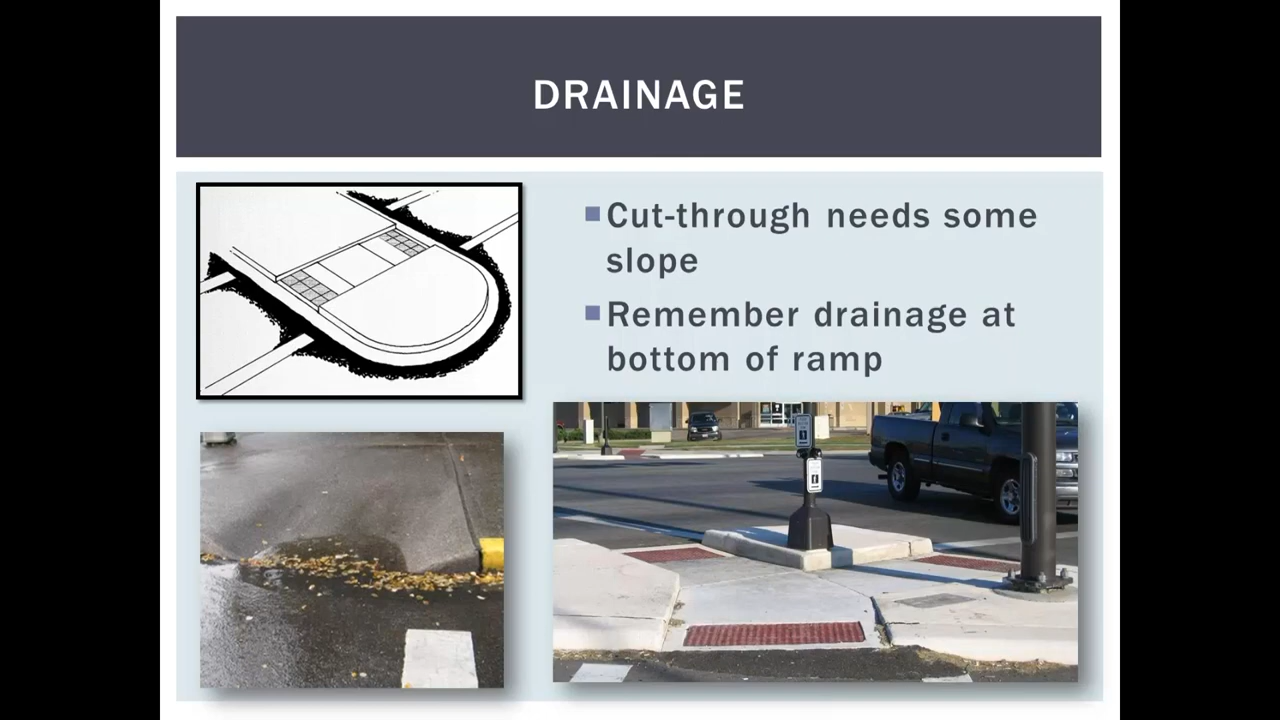 DRAINAGE
Cut-through needs some
slope
Remember drainage at
bottom of ramp